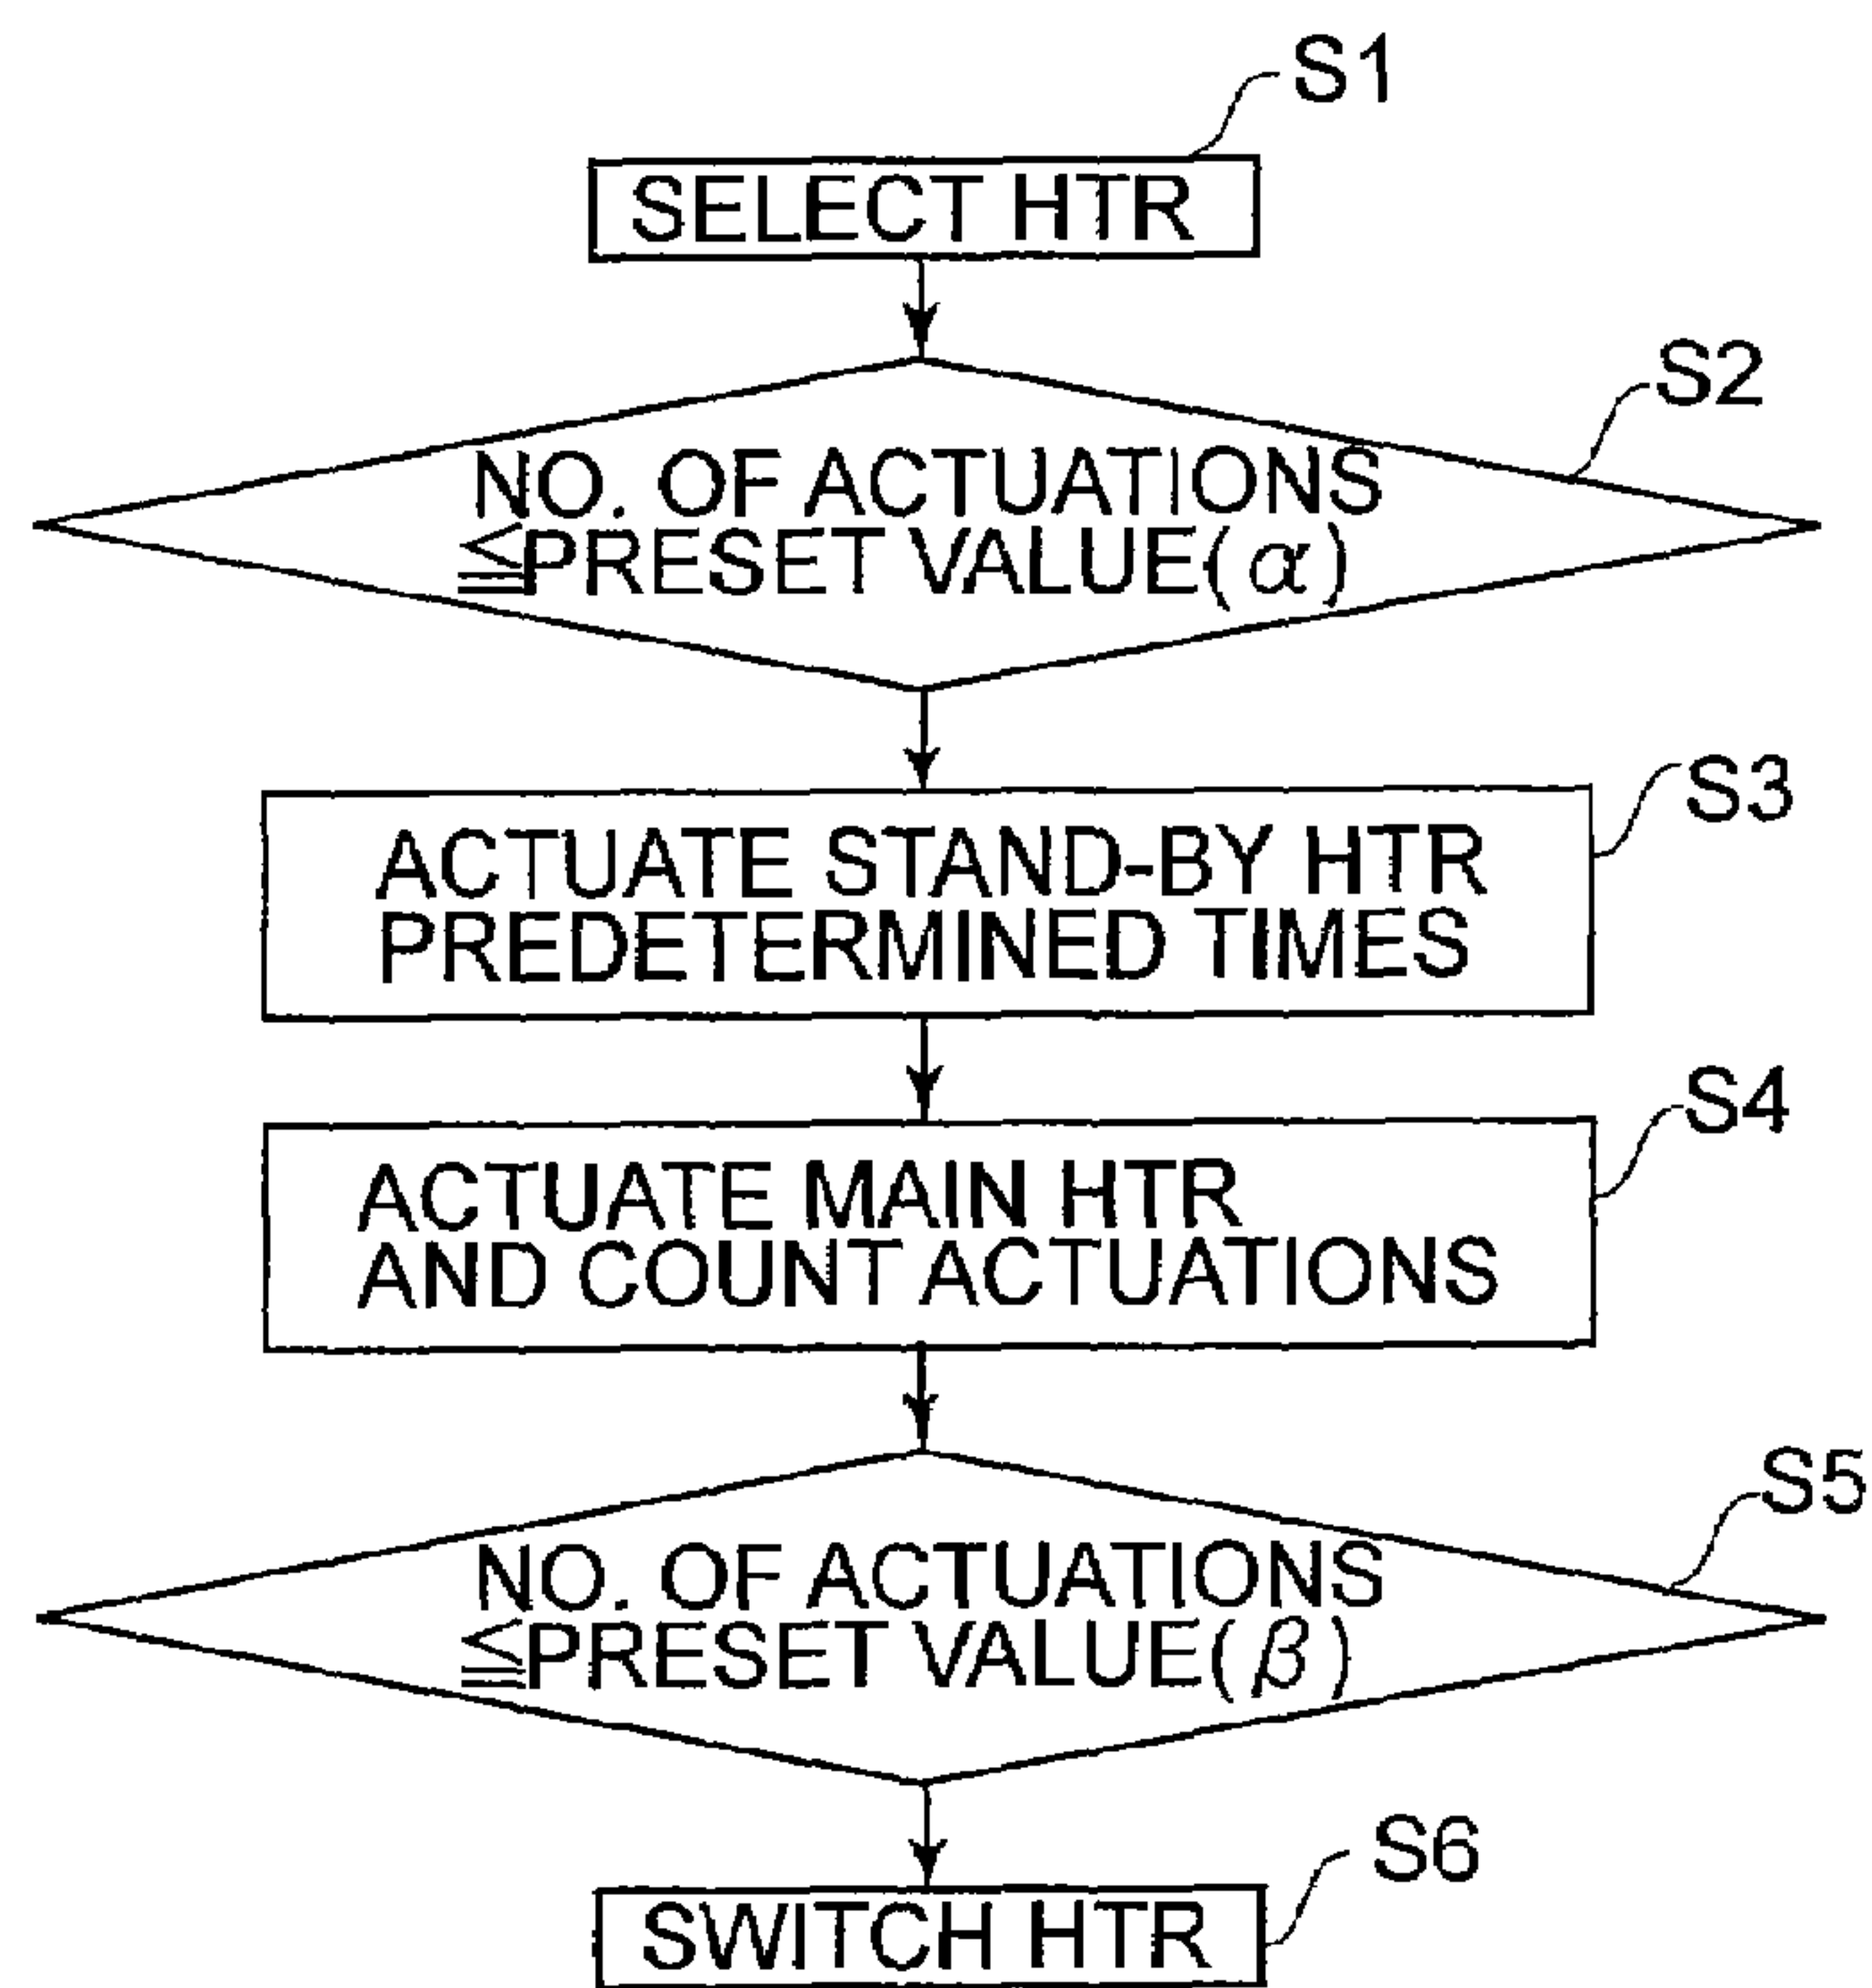 S1
SELECT HTR
S2
NO. OF ACTUATIONS
≦PRESET VALUE(α)
S3
ACTUATE STAND-BY HTR
PREDETERMINED TIMES
S4
ACTUATE MAIN HTR
AND COUNT ACTUATIONS
S5
NO. OF ACTUATIONS
≦PRESET VALUE(β)
S6
SWITCH HTR